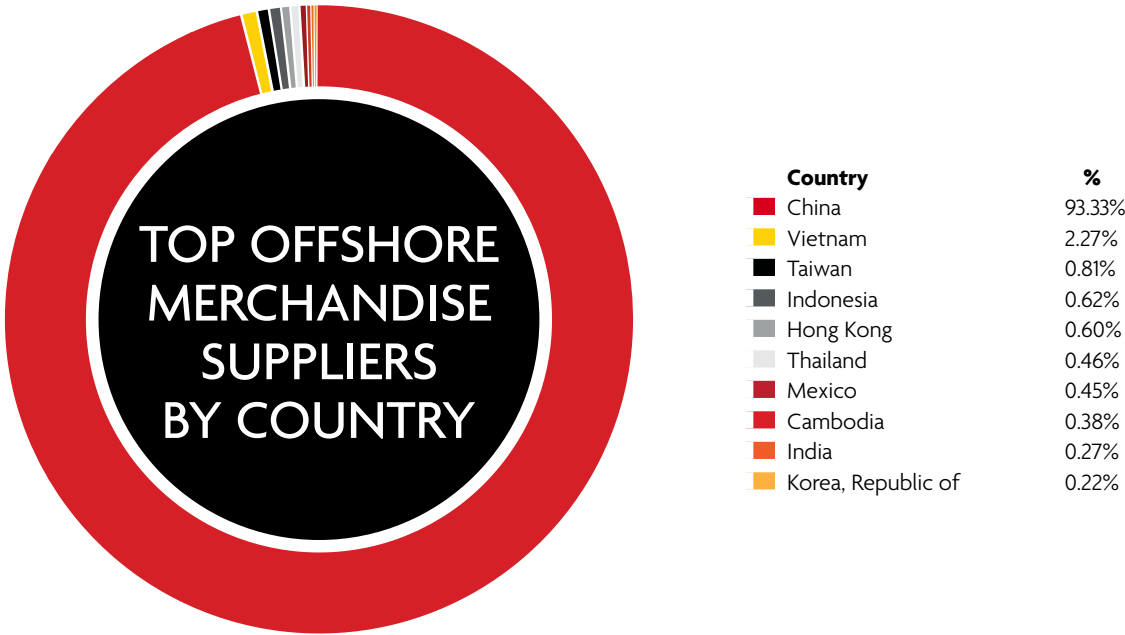 TOP OFFSHORE
MERCHANDISE
SUPPLIERS
BY COUNTRY
Country %
China 93.33%
Vietnam 2.27%
Taiwan 0.81%
Indonesia 0.62%
Hong Kong 0.60%
Thailand 0.46%
Mexico 0.45%
Cambodia 0.38%
India 0.27%
Korea, Republic of 0.22%